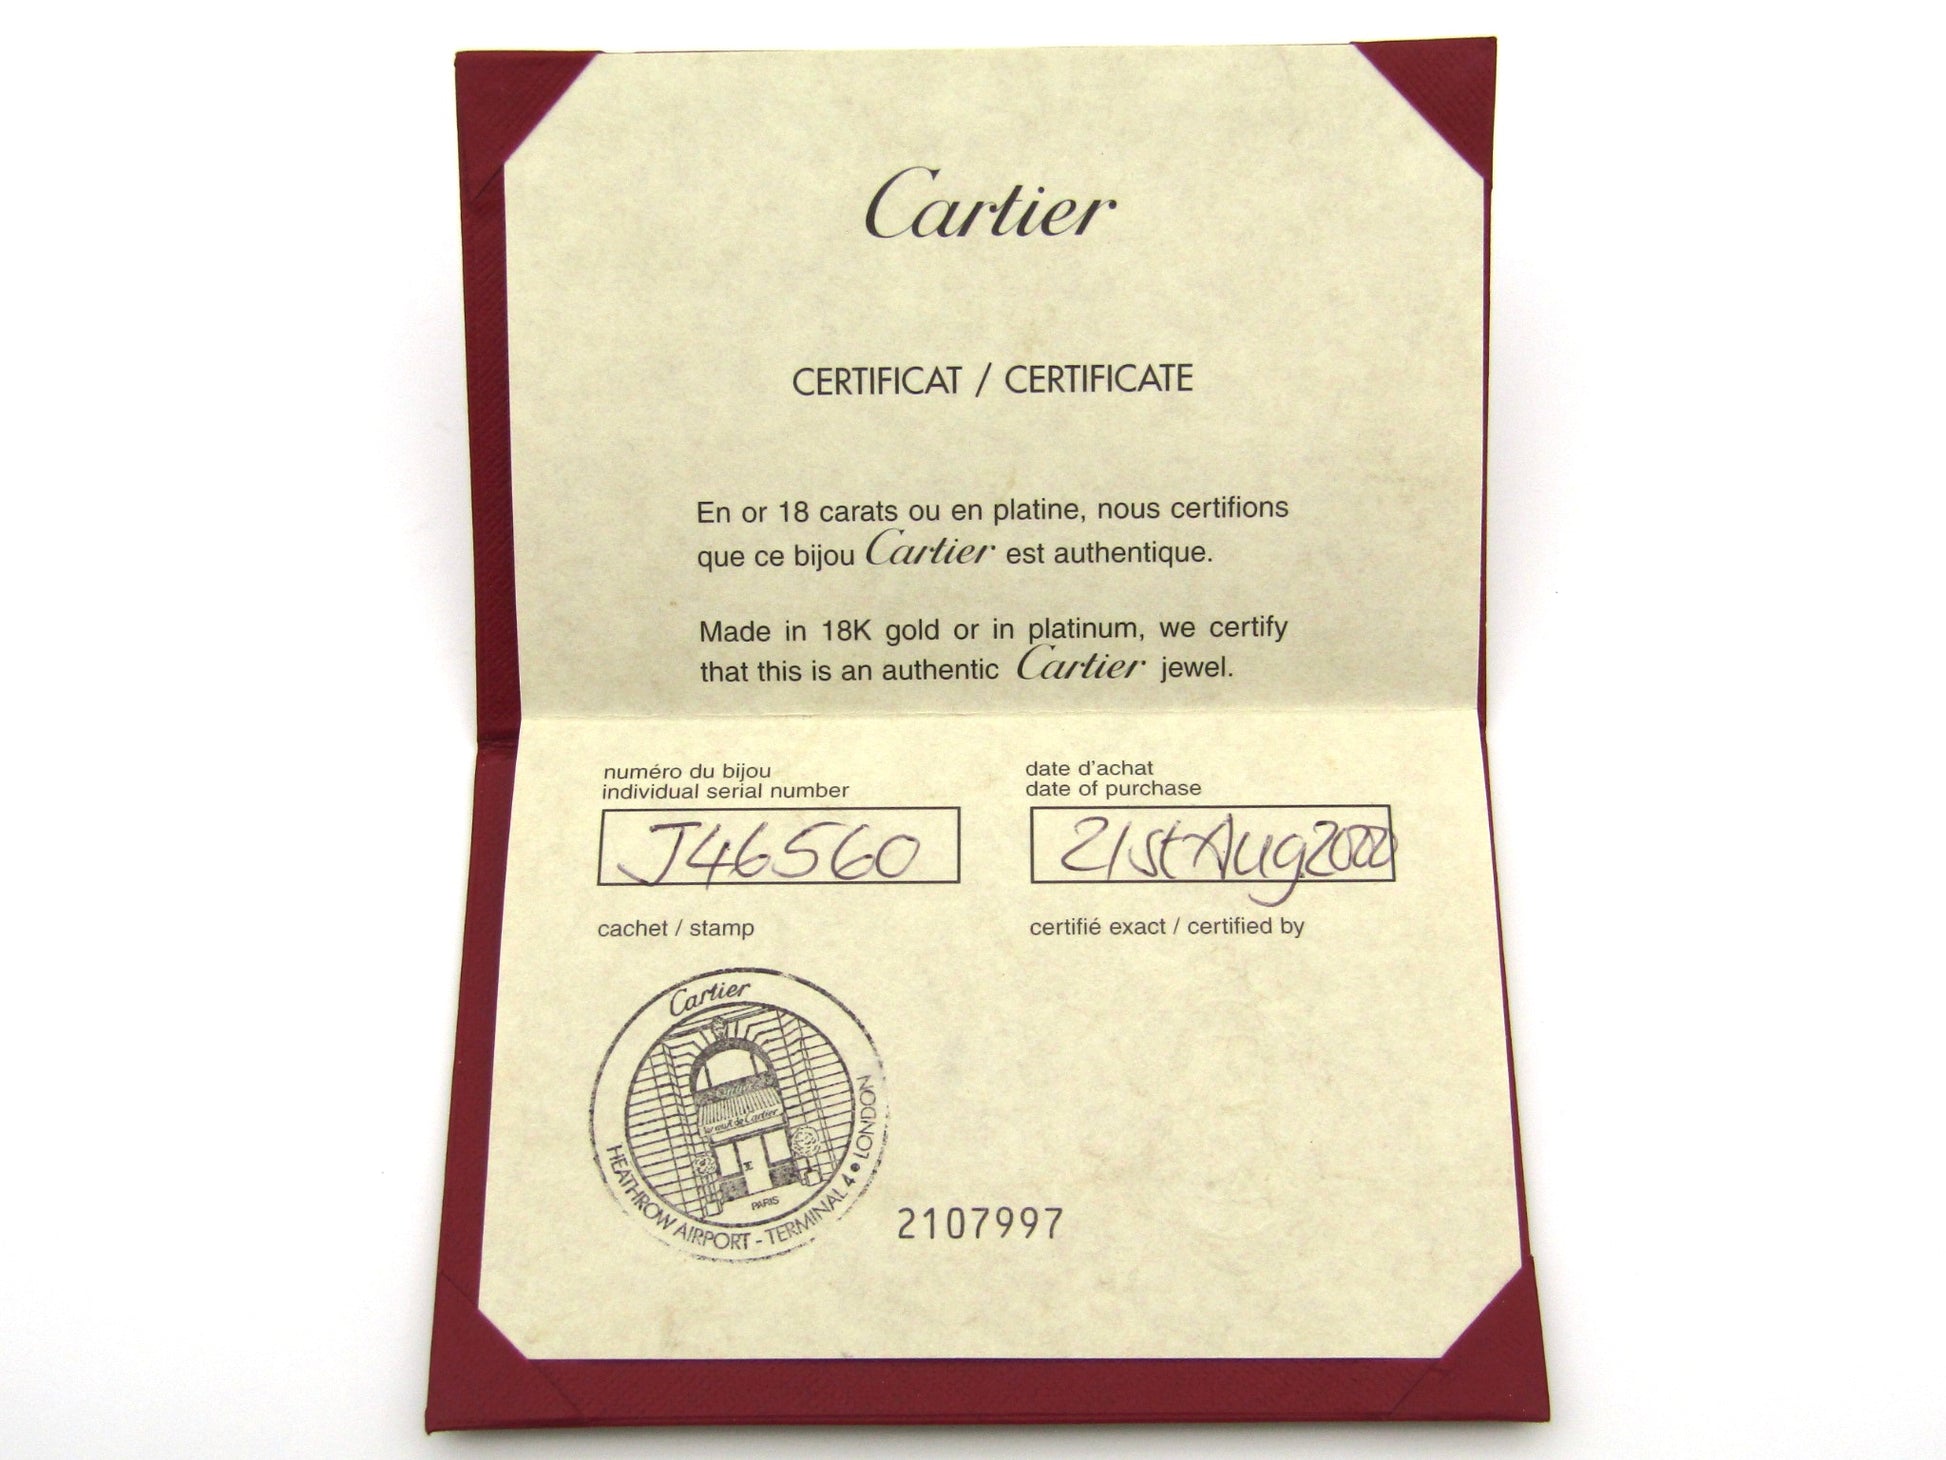 Cartier
CERTIFICAT / CERTIFICATE
En or 18 carats ou en platine, nous certifions
que ce bijou Cartier est authentique.
Made in 18K gold or in platinum, we certify
that this is an authentic Cartier jewel.
numéro du bijou
individual serial number
J46560
date d'achat
date of purchase
21st Aug
cachet / stamp
certifié exact / certified by
Cartier
PARIS
HEATHROW AIRPORT - TERMINAL 4 • LONDON
2107997